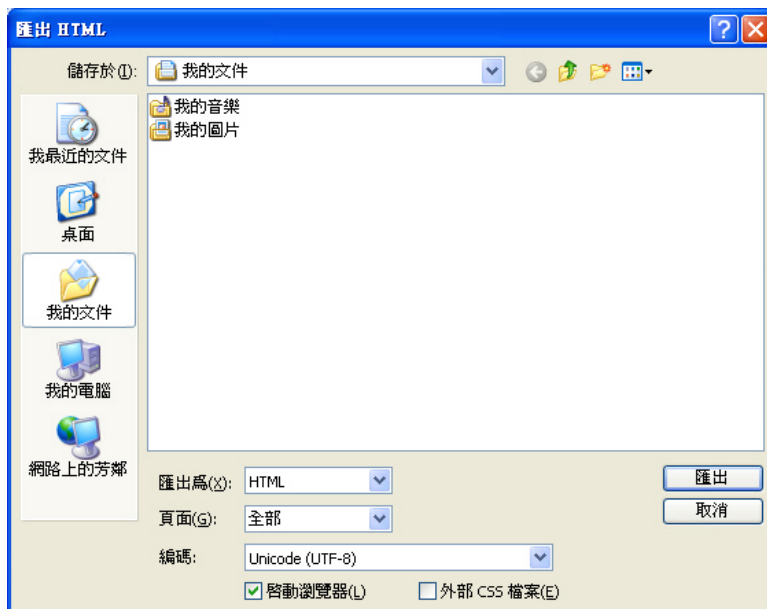 匯出 HTML
儲存於(I): 我的文件
我最近的文件
桌面
我的文件
我的電腦
網路上的芳鄰
我的音樂
我的圖片
匯出為(X): HTML
匯出
頁面(G): 全部
取消
編碼: Unicode (UTF-8)
啟動瀏覽器(L) 外部 CSS 檔案(E)